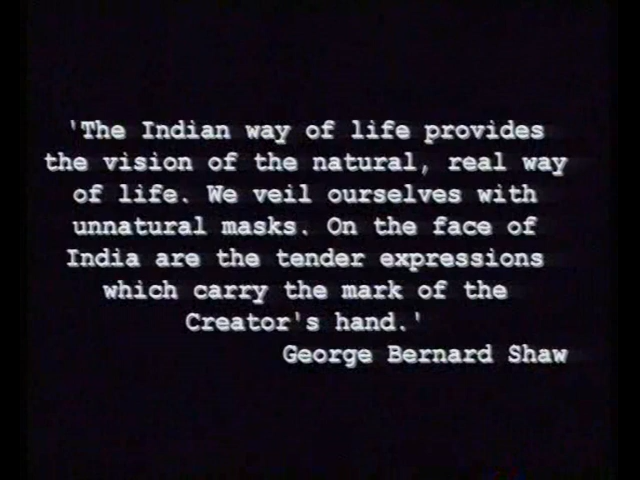 'The Indian way of life provides
the vision of the natural, real way
of life. We veil ourselves with
unnatural masks. On the face of
India are the tender expressions
which carry the mark of the
Creator's hand.'
George Bernard Shaw